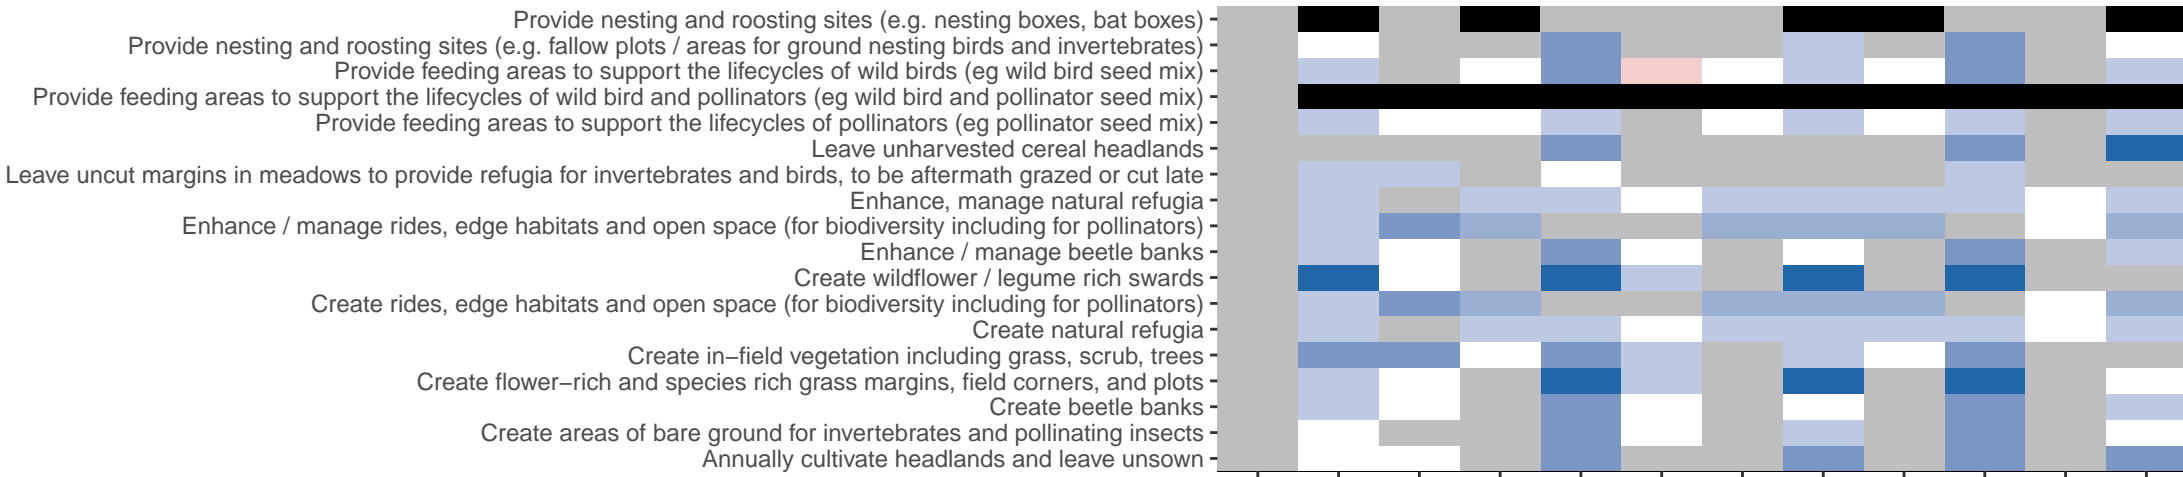 Provide nesting and roosting sites (e.g. nesting boxes, bat boxes)
Provide nesting and roosting sites (e.g. fallow plots / areas for ground nesting birds and invertebrates)
Provide feeding areas to support the lifecycles of wild birds (eg wild bird seed mix)
Provide feeding areas to support the lifecycles of wild bird and pollinators (eg wild bird and pollinator seed mix)
Provide feeding areas to support the lifecycles of pollinators (eg pollinator seed mix)
Leave unharvested cereal headlands
Leave uncut margins in meadows to provide refugia for invertebrates and birds, to be aftermath grazed or cut late
Enhance, manage natural refugia
Enhance / manage rides, edge habitats and open space (for biodiversity including for pollinators)
Enhance / manage beetle banks
Create wildflower / legume rich swards
Create rides, edge habitats and open space (for biodiversity including for pollinators)
Create natural refugia
Create in−field vegetation including grass, scrub, trees
Create flower−rich and species rich grass margins, field corners, and plots
Create beetle banks
Create areas of bare ground for invertebrates and pollinating insects
Annually cultivate headlands and leave unsown